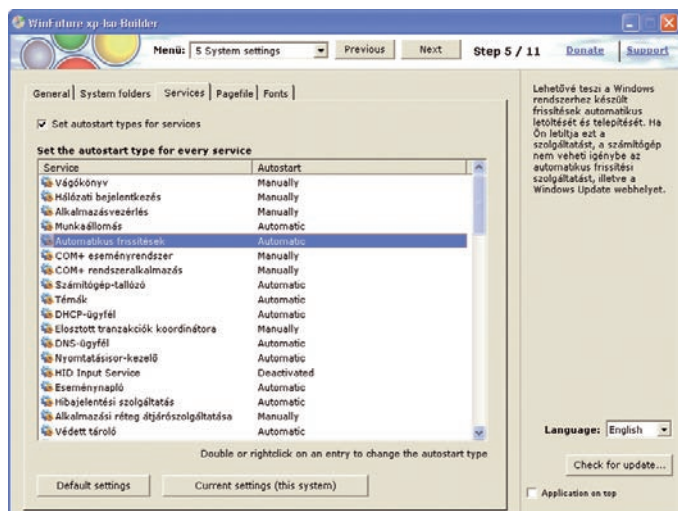 WinFuture xp-Iso-Builder
Menü: 5 System settings Previous Next Step 5 / 11 Donate Support
General System folders Services Pagefile Fonts
Set autostart types for services
Set the autostart type for every service
Service Autostart
Vágókönyv Manually
Hálózati bejelentkezés Manually
Alkalmazásvezérlés Manually
Munkaállomás Automatic
Automatikus frissítések Automatic
COM+ eseményrendszer Manually
COM+ rendszeralkalmazás Manually
Számítógép-tallózó Automatic
Témák Automatic
DHCP-ügyfél Automatic
Elosztott tranzakciók koordinátora Manually
DNS-ügyfél Automatic
Nyomtatásisor-kezelő Automatic
HID Input Service Deactivated
Eseménynapló Automatic
Hibajelentési szolgáltatás Automatic
Alkalmazási réteg átjárószolgáltatása Manually
Védett tároló Automatic
Double or rightclick on an entry to change the autostart type
Default settings Current settings (this system)
Lehetővé teszi a Windows
rendszerhez készült
frissítések automatikus
letöltését és telepítését. Ha
Ön letiltja ezt a
szolgáltatást, a számítógép
nem veheti igénybe az
automatikus frissítési
szolgáltatást, illetve a
Windows Update webhelyet.
Language: English
Check for update...
Application on top